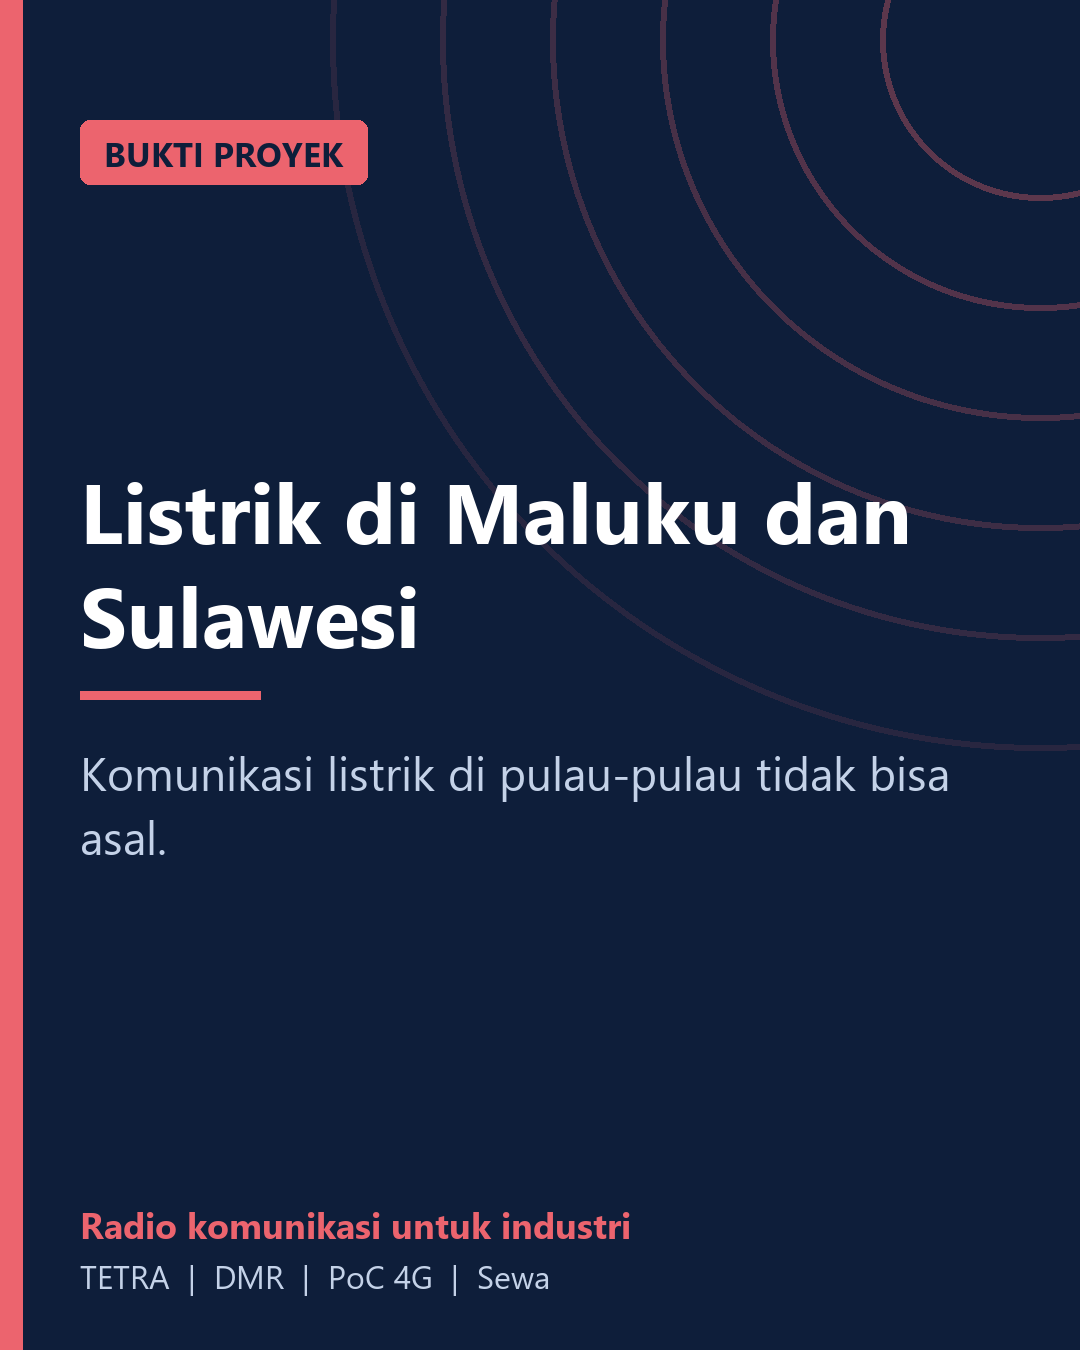 BUKTI PROYEK
Listrik di Maluku dan
Sulawesi
Komunikasi listrik di pulau-pulau tidak bisa
asal.
Radio komunikasi untuk industri
TETRA | DMR | PoC 4G | Sewa